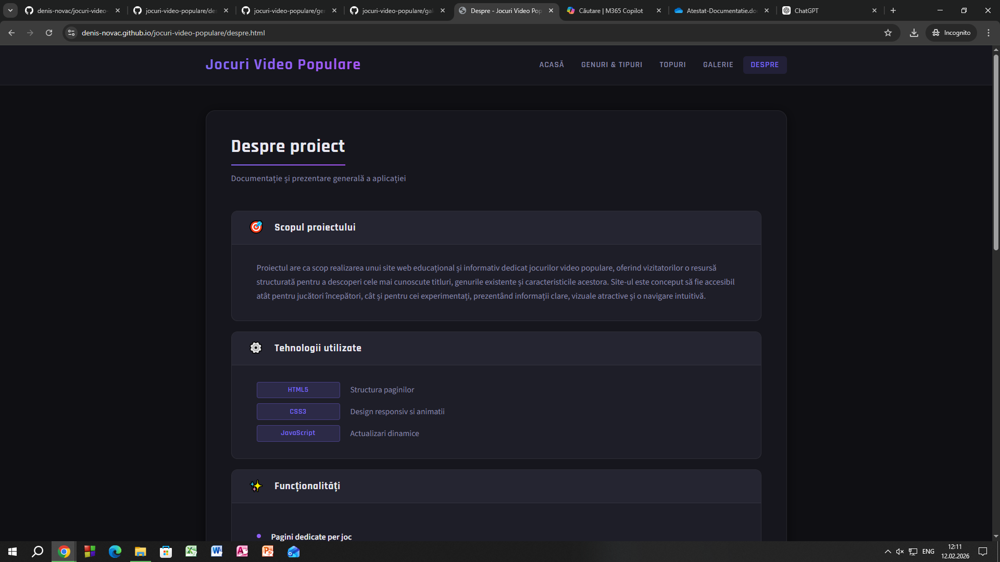 denis-novac/jocuri-video-
jocuri-video-populare/des
jocuri-video-populare/gen
jocuri-video-populare/gal
Despre - Jocuri Video Pop
Căutare | M365 Copilot
Atestat-Documentatie.do
ChatGPT
denis-novac.github.io/jocuri-video-populare/despre.html
Incognito
Jocuri Video Populare
ACASĂ
GENURI & TIPURI
TOPURI
GALERIE
DESPRE
Despre proiect
Documentație și prezentare generală a aplicației
Scopul proiectului
Proiectul are ca scop realizarea unui site web educațional și informativ dedicat jocurilor video populare, oferind vizitatorilor o resursă
structurată pentru a descoperi cele mai cunoscute titluri, genurile existente și caracteristicile acestora. Site-ul este conceput să fie accesibil
atât pentru jucători începători, cât și pentru cei experimentați, prezentând informații clare, vizuale atractive și o navigare intuitivă.
Tehnologii utilizate
HTML5 Structura paginilor
CSS3 Design responsiv si animatii
JavaScript Actualizari dinamice
Funcționalități
Pagini dedicate per joc
ENG
12:11
12.02.2026